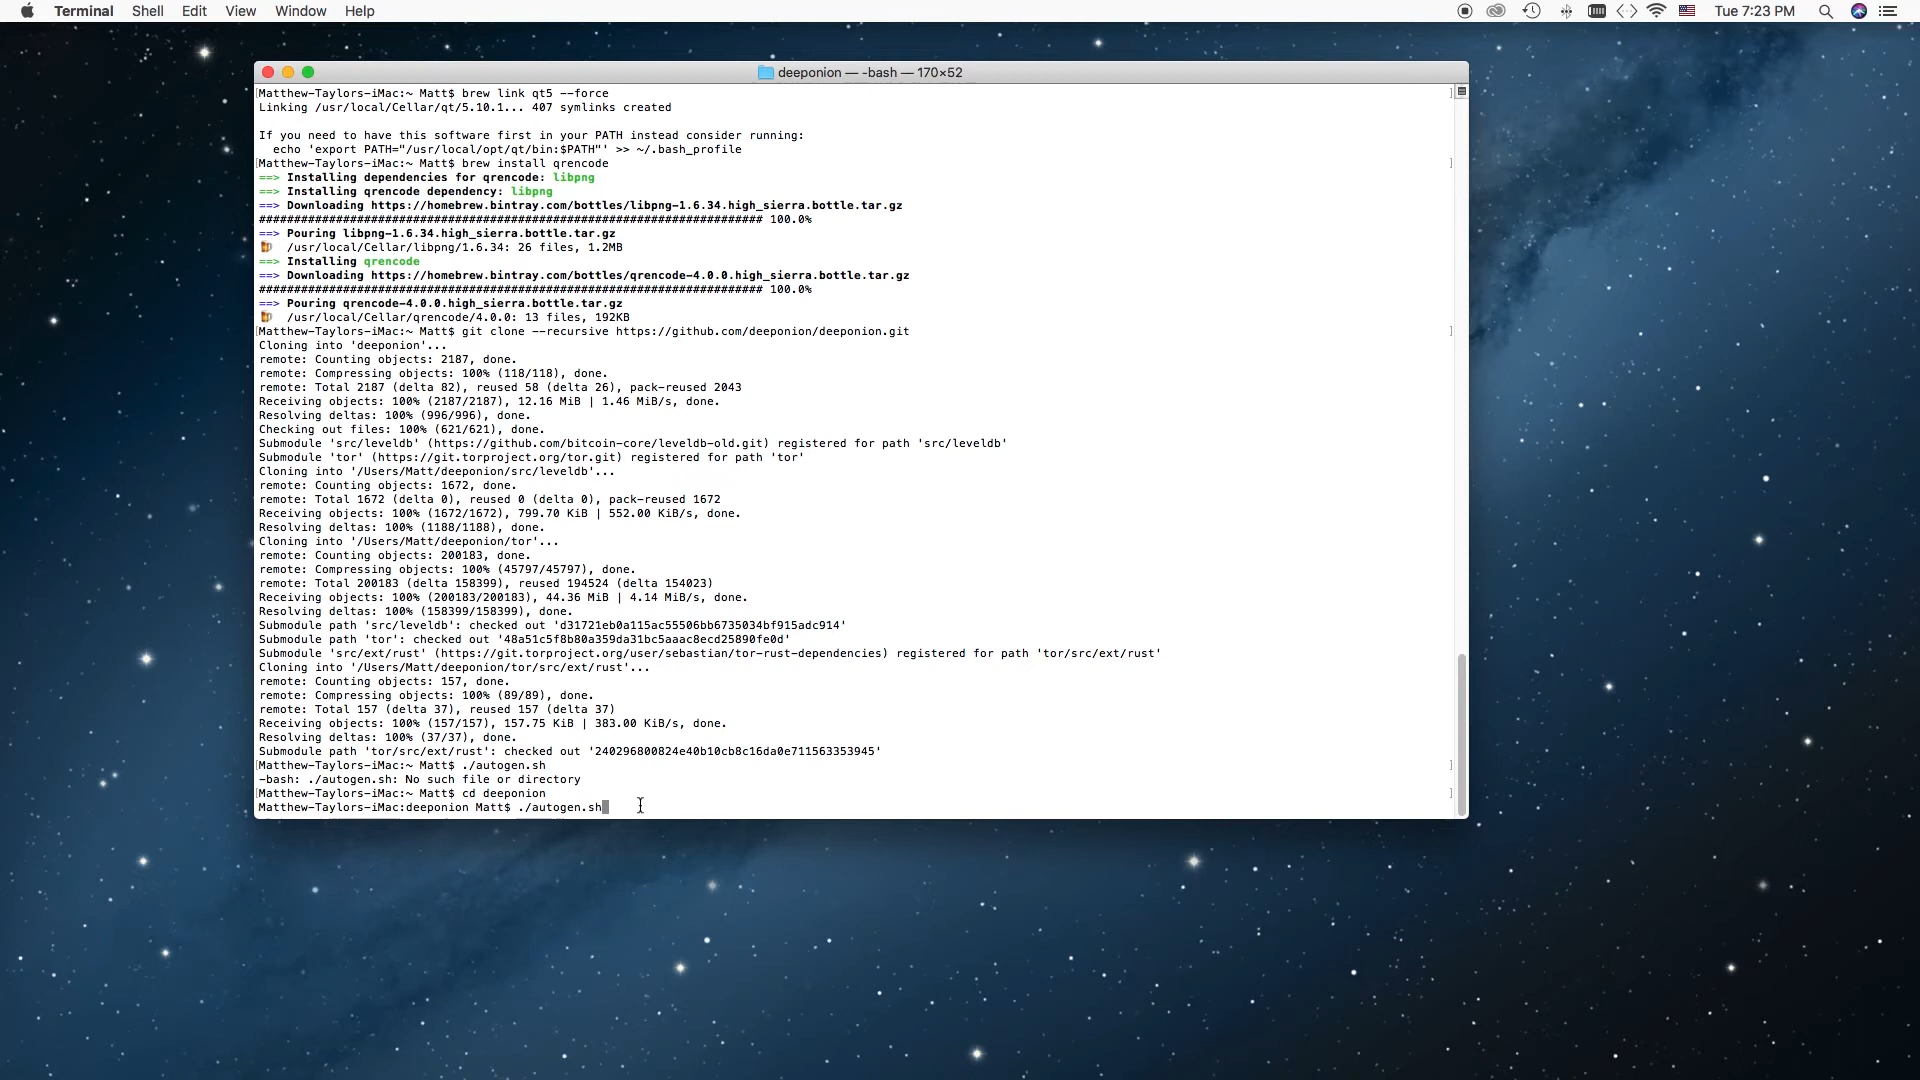 Terminal Shell Edit View Window Help Tue 7:23 PM
deeponion — -bash — 170×52
[Matthew-Taylors-iMac:~ Matt$ brew link qt5 --force ]
Linking /usr/local/Cellar/qt/5.10.1... 407 symlinks created
If you need to have this software first in your PATH instead consider running:
echo 'export PATH="/usr/local/opt/qt/bin:$PATH"' >> ~/.bash_profile
[Matthew-Taylors-iMac:~ Matt$ brew install qrencode ]
==> Installing dependencies for qrencode: libpng
==> Installing qrencode dependency: libpng
==> Downloading https://homebrew.bintray.com/bottles/libpng-1.6.34.high_sierra.bottle.tar.gz
######################################################################## 100.0%
==> Pouring libpng-1.6.34.high_sierra.bottle.tar.gz
🍺 /usr/local/Cellar/libpng/1.6.34: 26 files, 1.2MB
==> Installing qrencode
==> Downloading https://homebrew.bintray.com/bottles/qrencode-4.0.0.high_sierra.bottle.tar.gz
######################################################################## 100.0%
==> Pouring qrencode-4.0.0.high_sierra.bottle.tar.gz
🍺 /usr/local/Cellar/qrencode/4.0.0: 13 files, 192KB
[Matthew-Taylors-iMac:~ Matt$ git clone --recursive https://github.com/deeponion/deeponion.git ]
Cloning into 'deeponion'...
remote: Counting objects: 2187, done.
remote: Compressing objects: 100% (118/118), done.
remote: Total 2187 (delta 82), reused 58 (delta 26), pack-reused 2043
Receiving objects: 100% (2187/2187), 12.16 MiB | 1.46 MiB/s, done.
Resolving deltas: 100% (996/996), done.
Checking out files: 100% (621/621), done.
Submodule 'src/leveldb' (https://github.com/bitcoin-core/leveldb-old.git) registered for path 'src/leveldb'
Submodule 'tor' (https://git.torproject.org/tor.git) registered for path 'tor'
Cloning into '/Users/Matt/deeponion/src/leveldb'...
remote: Counting objects: 1672, done.
remote: Total 1672 (delta 0), reused 0 (delta 0), pack-reused 1672
Receiving objects: 100% (1672/1672), 799.70 KiB | 552.00 KiB/s, done.
Resolving deltas: 100% (1188/1188), done.
Cloning into '/Users/Matt/deeponion/tor'...
remote: Counting objects: 200183, done.
remote: Compressing objects: 100% (45797/45797), done.
remote: Total 200183 (delta 158399), reused 194524 (delta 154023)
Receiving objects: 100% (200183/200183), 44.36 MiB | 4.14 MiB/s, done.
Resolving deltas: 100% (158399/158399), done.
Submodule path 'src/leveldb': checked out 'd31721eb0a115ac55506bb6735034bf915adc914'
Submodule path 'tor': checked out '48a51c5f8b80a359da31bc5aaac8ecd25890fe0d'
Submodule 'src/ext/rust' (https://git.torproject.org/user/sebastian/tor-rust-dependencies) registered for path 'tor/src/ext/rust'
Cloning into '/Users/Matt/deeponion/tor/src/ext/rust'...
remote: Counting objects: 157, done.
remote: Compressing objects: 100% (89/89), done.
remote: Total 157 (delta 37), reused 157 (delta 37)
Receiving objects: 100% (157/157), 157.75 KiB | 383.00 KiB/s, done.
Resolving deltas: 100% (37/37), done.
Submodule path 'tor/src/ext/rust': checked out '240296800824e40b10cb8c16da0e711563353945'
[Matthew-Taylors-iMac:~ Matt$ ./autogen.sh ]
-bash: ./autogen.sh: No such file or directory
[Matthew-Taylors-iMac:~ Matt$ cd deeponion ]
Matthew-Taylors-iMac:deeponion Matt$ ./autogen.sh